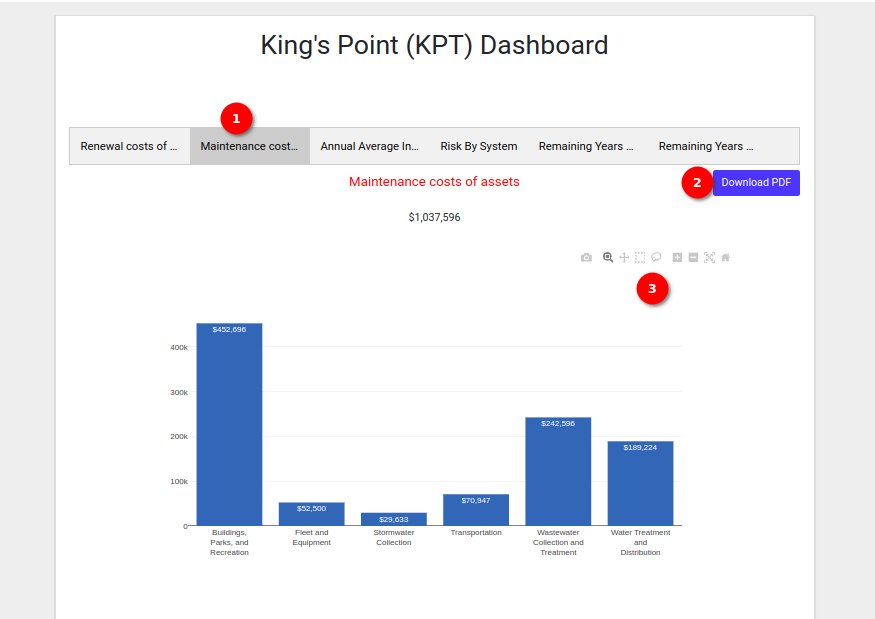 King's Point (KPT) Dashboard
1
Renewal costs of ... Maintenance cost... Annual Average In... Risk By System Remaining Years ... Remaining Years ...
Maintenance costs of assets
2
Download PDF
$1,037,596
3
$452,696
400k
300k
200k
100k
0
$52,500
$29,633
$70,947
$242,596
$189,224
Buildings,
Parks, and
Recreation
Fleet and
Equipment
Stormwater
Collection
Transportation
Wastewater
Collection and
Treatment
Water Treatment
and
Distribution